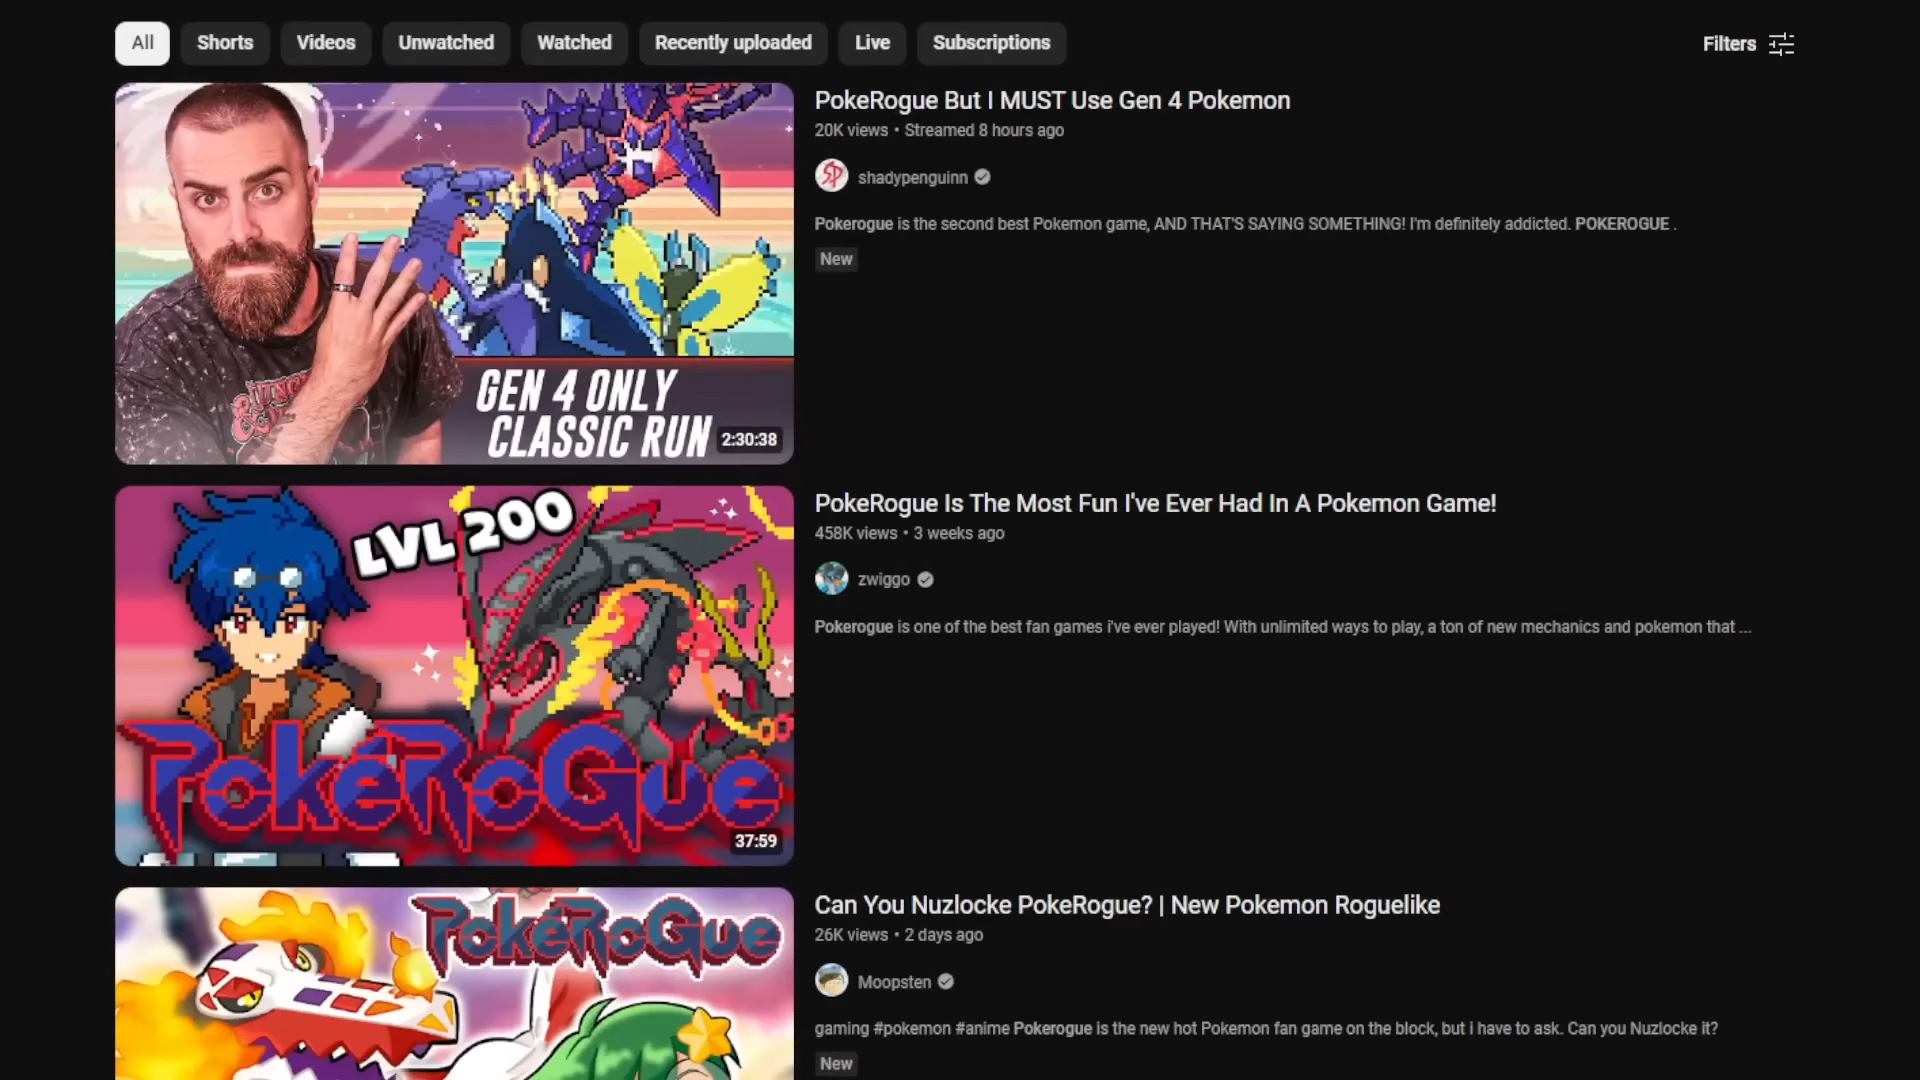 All
Shorts
Videos
Unwatched
Watched
Recently uploaded
Live
Subscriptions
Filters
GEN 4 ONLY
CLASSIC RUN
2:30:38
PokeRogue But I MUST Use Gen 4 Pokemon
20K views • Streamed 8 hours ago
SP
shadypenguinn
Pokerogue is the second best Pokemon game, AND THAT'S SAYING SOMETHING! I'm definitely addicted. POKEROGUE .
New
LVL 200
PokéRogue
37:59
PokeRogue Is The Most Fun I've Ever Had In A Pokemon Game!
458K views • 3 weeks ago
zwiggo
Pokerogue is one of the best fan games i've ever played! With unlimited ways to play, a ton of new mechanics and pokemon that ...
PokéRogue
Can You Nuzlocke PokeRogue? | New Pokemon Roguelike
26K views • 2 days ago
Moopsten
gaming #pokemon #anime Pokerogue is the new hot Pokemon fan game on the block, but i have to ask. Can you Nuzlocke it?
New